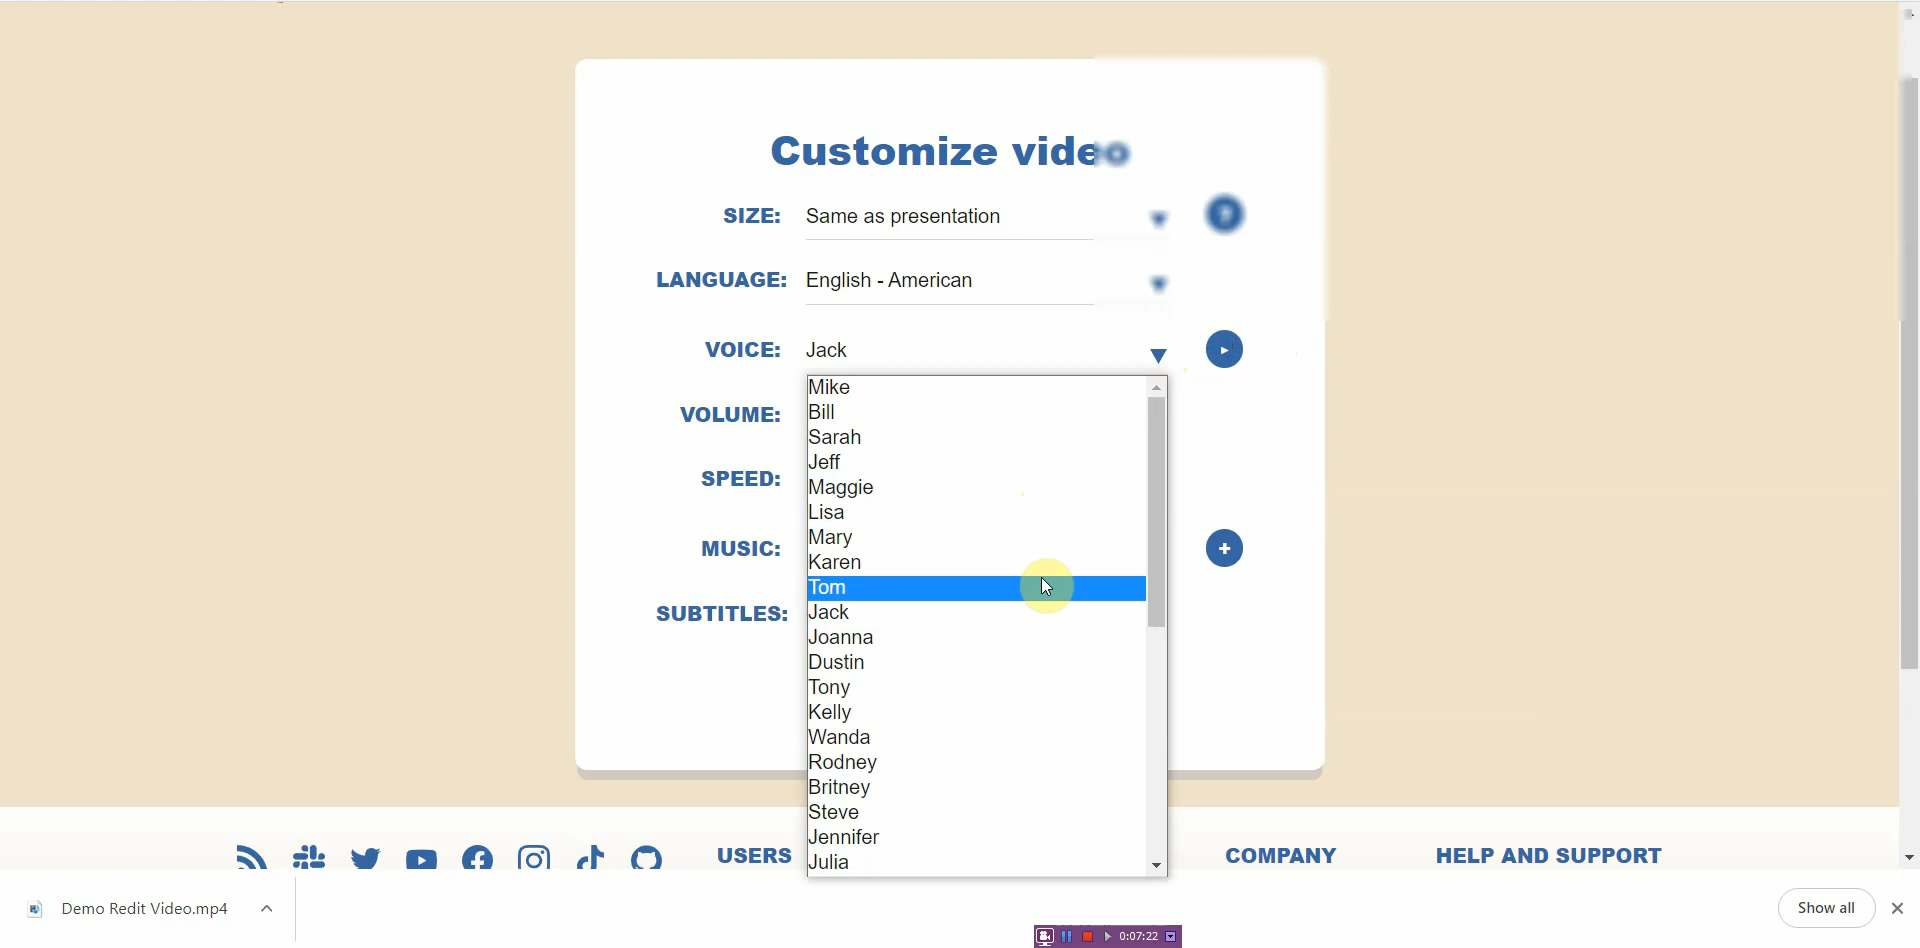 Customize video
SIZE: Same as presentation
LANGUAGE: English - American
VOICE: Jack
Mike
Bill
VOLUME:
Sarah
Jeff
SPEED:
Maggie
Lisa
Mary
MUSIC:
Karen
Tom
Jack
SUBTITLES:
Joanna
Dustin
Tony
Kelly
Wanda
Rodney
Britney
Steve
Jennifer
Julia
USERS COMPANY HELP AND SUPPORT
Demo Redit Video.mp4 Show all
0:07:22